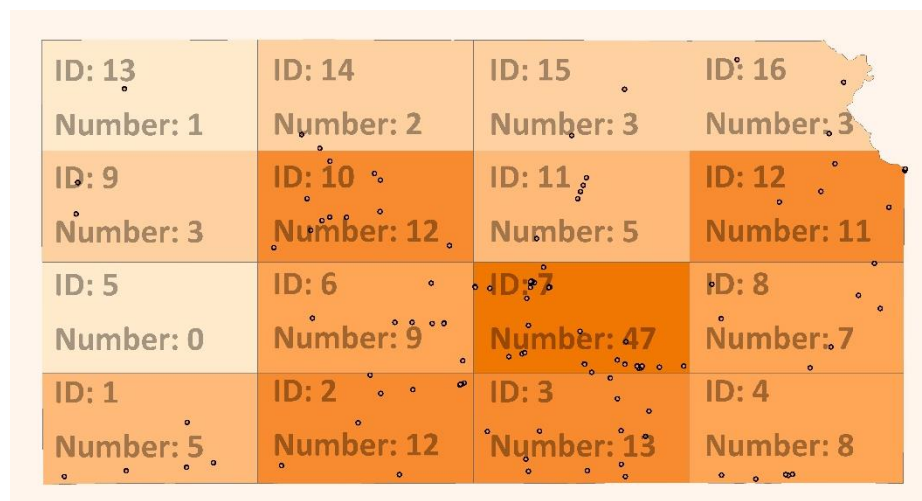 ID: 13
Number: 1
ID: 14
Number: 2
ID: 15
Number: 3
ID: 16
Number: 3
ID: 9
Number: 3
ID: 10
Number: 12
ID: 11
Number: 5
ID: 12
Number: 11
ID: 5
Number: 0
ID: 6
Number: 9
ID: 7
Number: 47
ID: 8
Number: 7
ID: 1
Number: 5
ID: 2
Number: 12
ID: 3
Number: 13
ID: 4
Number: 8